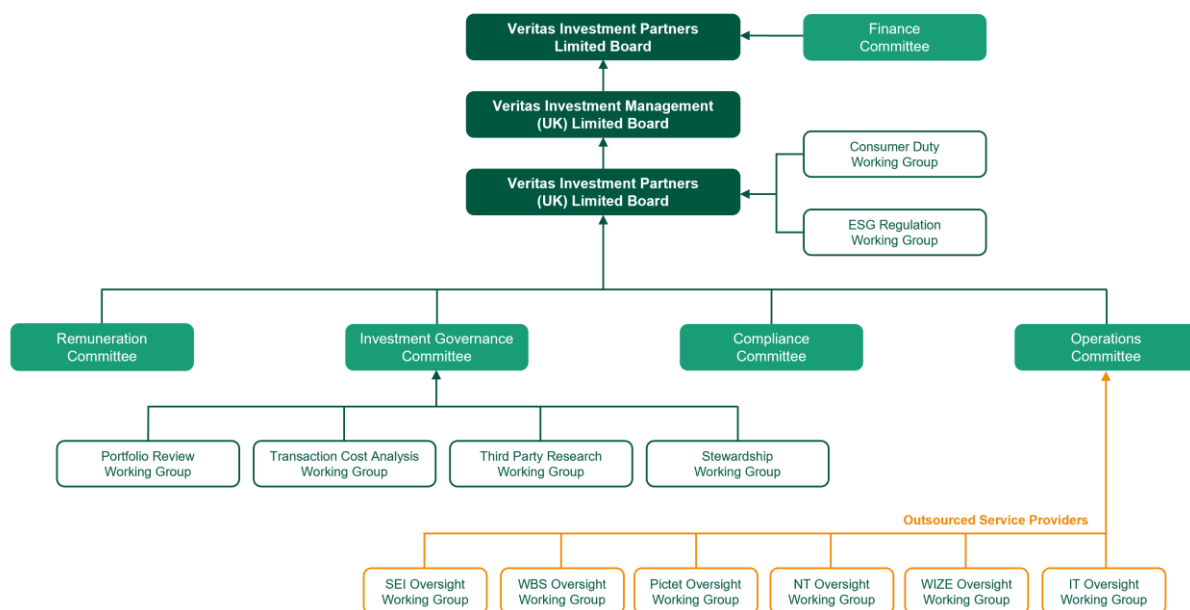 Veritas Investment Partners
Limited Board
Finance
Committee
Veritas Investment Management
(UK) Limited Board
Consumer Duty
Working Group
Veritas Investment Partners
(UK) Limited Board
ESG Regulation
Working Group
Remuneration
Committee
Investment Governance
Committee
Compliance
Committee
Operations
Committee
Portfolio Review
Working Group
Transaction Cost Analysis
Working Group
Third Party Research
Working Group
Stewardship
Working Group
Outsourced Service Providers
SEI Oversight
Working Group
WBS Oversight
Working Group
Pictet Oversight
Working Group
NT Oversight
Working Group
WIZE Oversight
Working Group
IT Oversight
Working Group